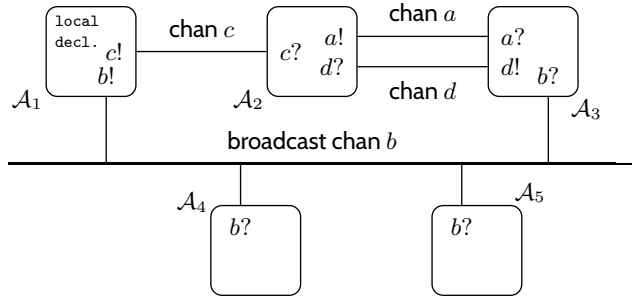 local
decl.
c!
b!
A₁
chan c
c?
a!
d?
A₂
chan a
chan d
a?
d!
b?
A₃
broadcast chan b
A₄
b?
b?
A₅